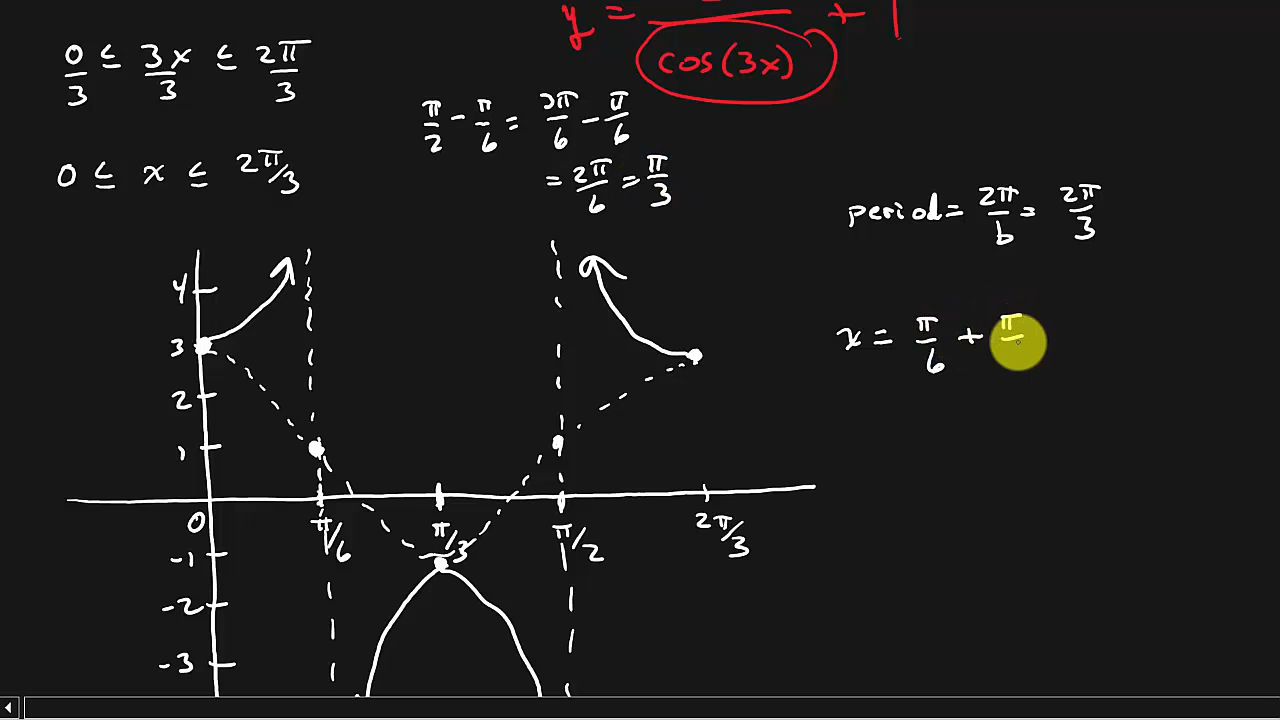 y = ―― + 1
cos(3x)
0/3 ≤ 3x/3 ≤ 2π/3
0 ≤ x ≤ 2π/3
π/2 - π/6 = 3π/6 - π/6
= 2π/6 = π/3
period = 2π/b = 2π/3
x = π/6 + π
4
3
2
1
0 π/6 π/3 π/2 2π/3
-1
-2
-3